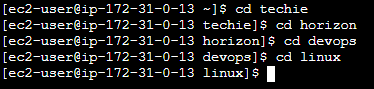 [ec2-user@ip-172-31-0-13 ~]$ cd techie
[ec2-user@ip-172-31-0-13 techie]$ cd horizon
[ec2-user@ip-172-31-0-13 horizon]$ cd devops
[ec2-user@ip-172-31-0-13 devops]$ cd linux
[ec2-user@ip-172-31-0-13 linux]$